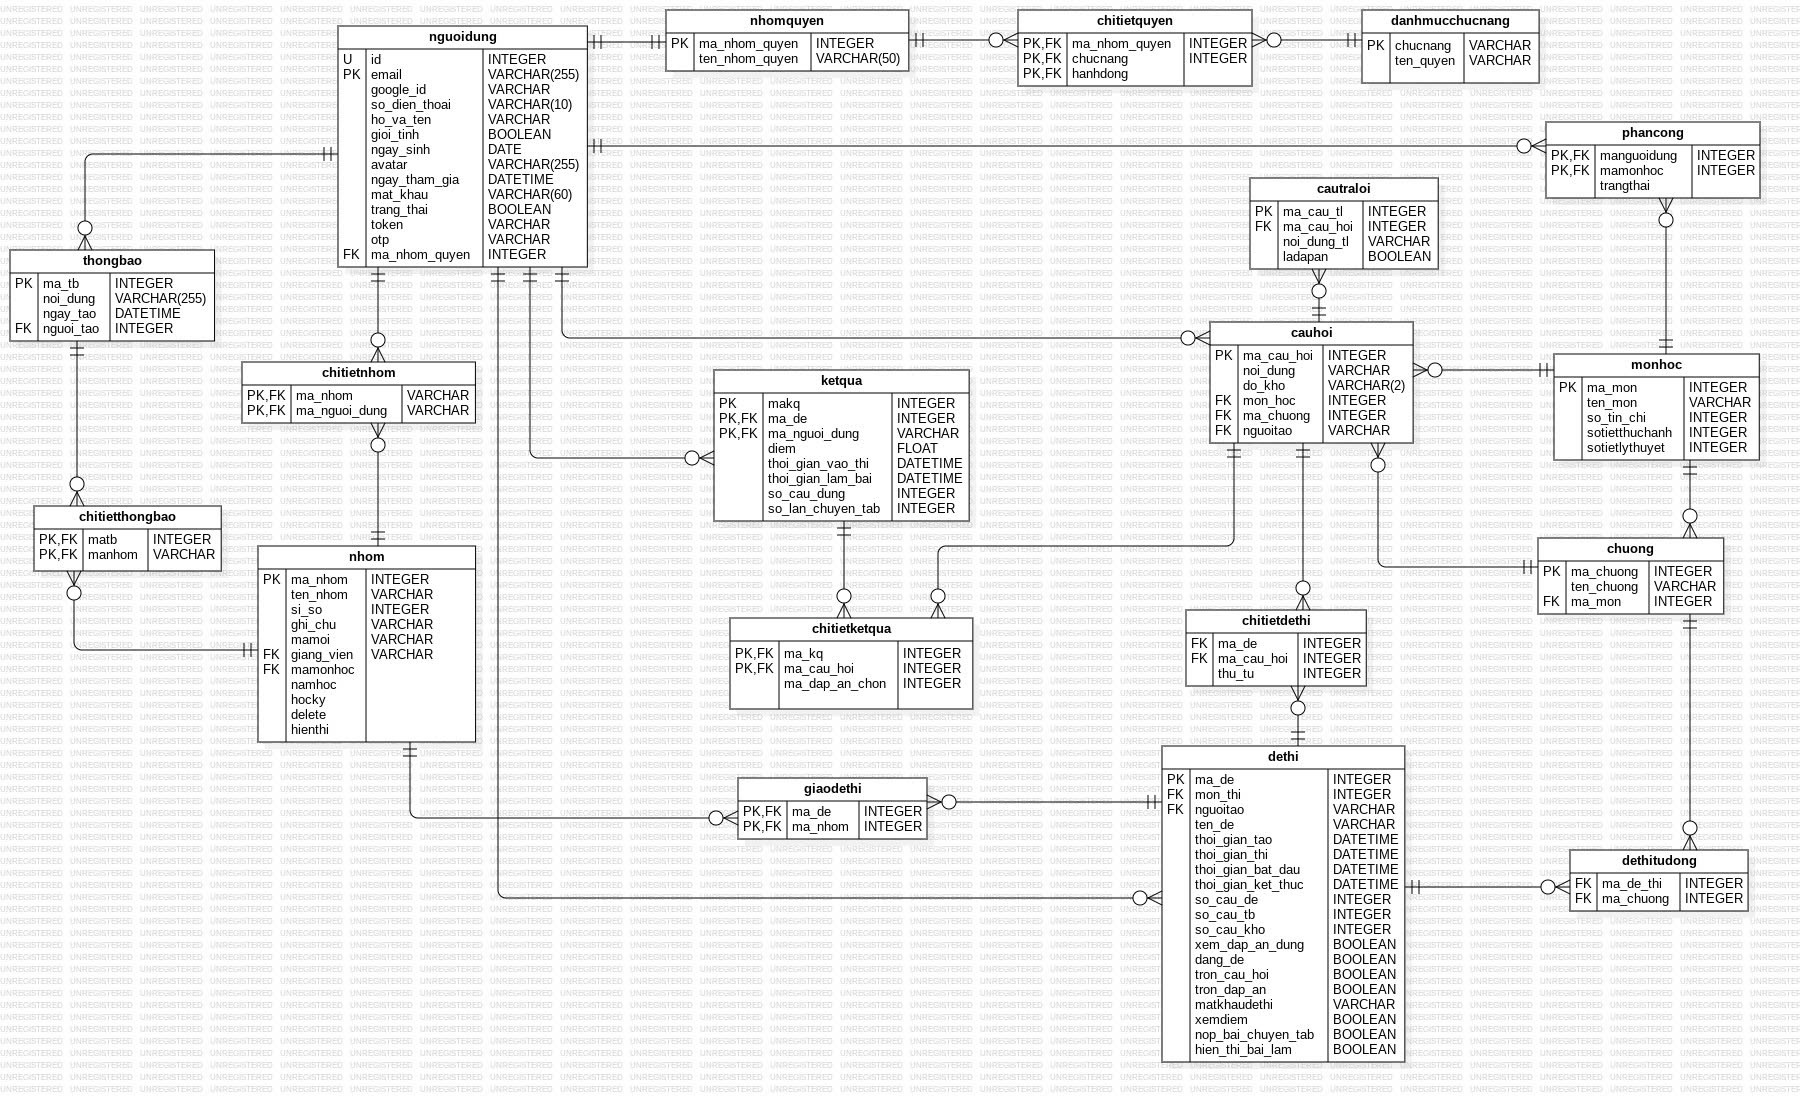 nguoidung
U id INTEGER
PK email VARCHAR(255)
google_id VARCHAR
so_dien_thoai VARCHAR(10)
ho_va_ten VARCHAR
gioi_tinh BOOLEAN
ngay_sinh DATE
avatar VARCHAR(255)
ngay_tham_gia DATETIME
mat_khau VARCHAR(60)
trang_thai BOOLEAN
token VARCHAR
otp VARCHAR
FK ma_nhom_quyen INTEGER
nhomquyen
PK ma_nhom_quyen INTEGER
ten_nhom_quyen VARCHAR(50)
chitietquyen
PK,FK ma_nhom_quyen INTEGER
PK,FK chucnang INTEGER
PK,FK hanhdong
danhmucchucnang
PK chucnang VARCHAR
ten_quyen VARCHAR
phancong
PK,FK manguoidung INTEGER
PK,FK mamonhoc INTEGER
trangthai
cautraloi
PK ma_cau_tl INTEGER
FK ma_cau_hoi INTEGER
noi_dung_tl VARCHAR
ladapan BOOLEAN
thongbao
PK ma_tb INTEGER
noi_dung VARCHAR(255)
ngay_tao DATETIME
FK nguoi_tao INTEGER
cauhoi
PK ma_cau_hoi INTEGER
noi_dung VARCHAR
do_kho VARCHAR(2)
FK mon_hoc INTEGER
FK ma_chuong INTEGER
FK nguoitao VARCHAR
monhoc
PK ma_mon INTEGER
ten_mon VARCHAR
so_tin_chi INTEGER
sotietthuchanh INTEGER
sotietlythuyet INTEGER
chitietnhom
PK,FK ma_nhom VARCHAR
PK,FK ma_nguoi_dung VARCHAR
ketqua
PK makq INTEGER
PK,FK ma_de INTEGER
PK,FK ma_nguoi_dung VARCHAR
diem FLOAT
thoi_gian_vao_thi DATETIME
thoi_gian_lam_bai DATETIME
so_cau_dung INTEGER
so_lan_chuyen_tab INTEGER
chitietthongbao
PK,FK matb INTEGER
PK,FK manhom VARCHAR
nhom
PK ma_nhom INTEGER
ten_nhom VARCHAR
si_so INTEGER
ghi_chu VARCHAR
mamoi VARCHAR
FK giang_vien VARCHAR
FK mamonhoc
namhoc
hocky
delete
hienthi
chuong
PK ma_chuong INTEGER
ten_chuong VARCHAR
FK ma_mon INTEGER
chitietketqua
PK,FK ma_kq INTEGER
PK,FK ma_cau_hoi INTEGER
ma_dap_an_chon INTEGER
chitietdethi
FK ma_de INTEGER
FK ma_cau_hoi INTEGER
thu_tu INTEGER
giaodethi
PK,FK ma_de INTEGER
PK,FK ma_nhom INTEGER
dethi
PK ma_de INTEGER
FK mon_thi INTEGER
FK nguoitao VARCHAR
ten_de VARCHAR
thoi_gian_tao DATETIME
thoi_gian_thi DATETIME
thoi_gian_bat_dau DATETIME
thoi_gian_ket_thuc DATETIME
so_cau_de INTEGER
so_cau_tb INTEGER
so_cau_kho INTEGER
xem_dap_an_dung BOOLEAN
dang_de BOOLEAN
tron_cau_hoi BOOLEAN
tron_dap_an BOOLEAN
matkhaudethi VARCHAR
xemdiem BOOLEAN
nop_bai_chuyen_tab BOOLEAN
hien_thi_bai_lam BOOLEAN
dethitudong
FK ma_de_thi INTEGER
FK ma_chuong INTEGER